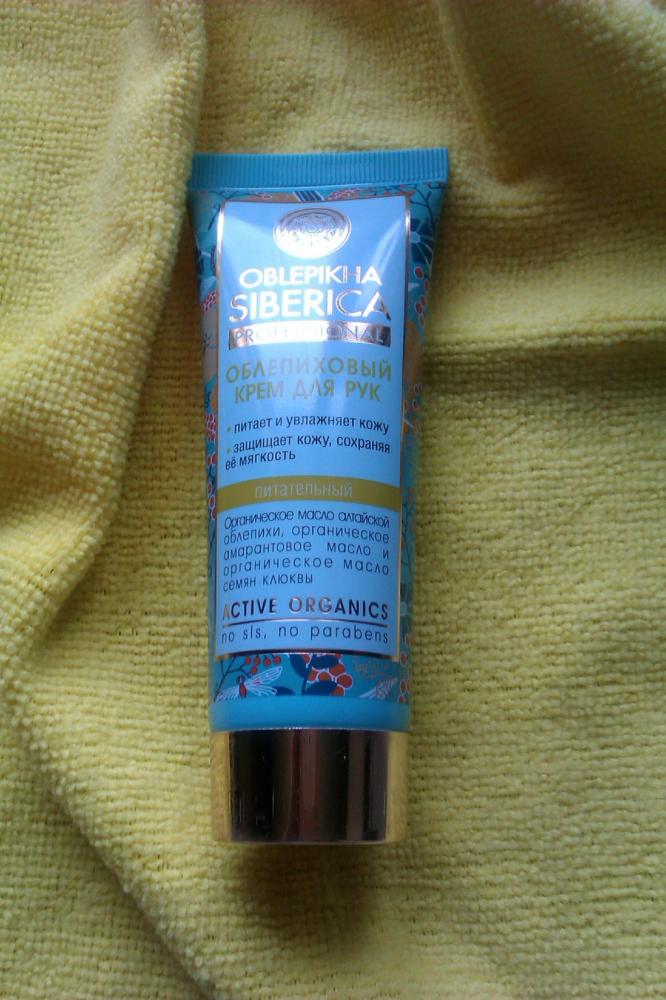 OBLEPIKHA
SIBERICA
PROFESSIONAL
ОБЛЕПИХОВЫЙ
КРЕМ ДЛЯ РУК
• питает и увлажняет кожу
• защищает кожу, сохраняя
её мягкость
питательный
Органическое масло алтайской
облепихи, органическое
амарантовое масло и
органическое масло
семян клюквы
ACTIVE ORGANICS
no sls, no parabens